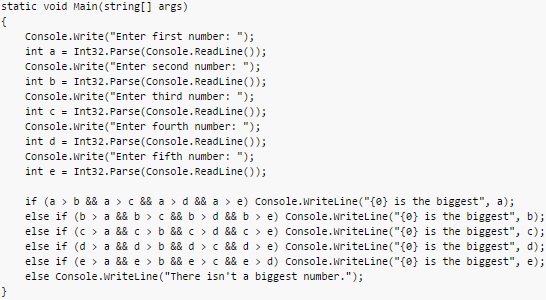 static void Main(string[] args)
{
    Console.Write("Enter first number: ");
    int a = Int32.Parse(Console.ReadLine());
    Console.Write("Enter second number: ");
    int b = Int32.Parse(Console.ReadLine());
    Console.Write("Enter third number: ");
    int c = Int32.Parse(Console.ReadLine());
    Console.Write("Enter fourth number: ");
    int d = Int32.Parse(Console.ReadLine());
    Console.Write("Enter fifth number: ");
    int e = Int32.Parse(Console.ReadLine());

    if (a > b && a > c && a > d && a > e) Console.WriteLine("{0} is the biggest", a);
    else if (b > a && b > c && b > d && b > e) Console.WriteLine("{0} is the biggest", b);
    else if (c > a && c > b && c > d && c > e) Console.WriteLine("{0} is the biggest", c);
    else if (d > a && d > b && d > c && d > e) Console.WriteLine("{0} is the biggest", d);
    else if (e > a && e > b && e > c && e > d) Console.WriteLine("{0} is the biggest", e);
    else Console.WriteLine("There isn't a biggest number.");
}